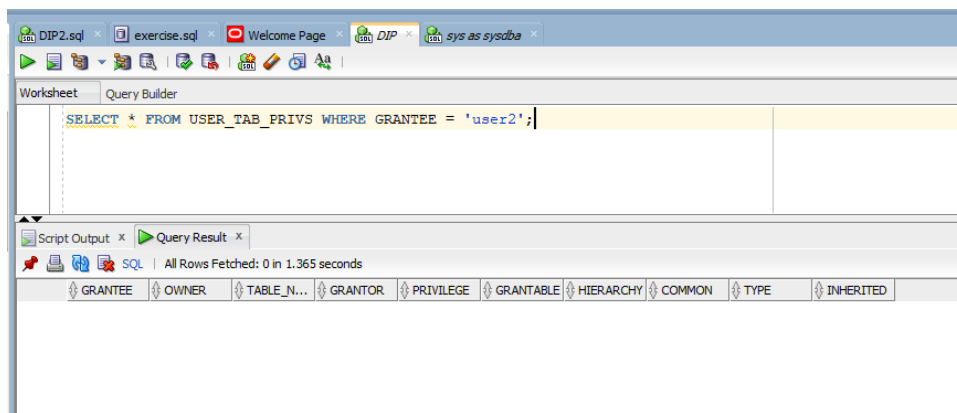 DIP2.sql exercise.sql Welcome Page DIP sys as sysdba
Worksheet Query Builder
SELECT * FROM USER_TAB_PRIVS WHERE GRANTEE = 'user2';
Script Output x Query Result x
SQL | All Rows Fetched: 0 in 1.365 seconds
GRANTEE OWNER TABLE_N... GRANTOR PRIVILEGE GRANTABLE HIERARCHY COMMON TYPE INHERITED